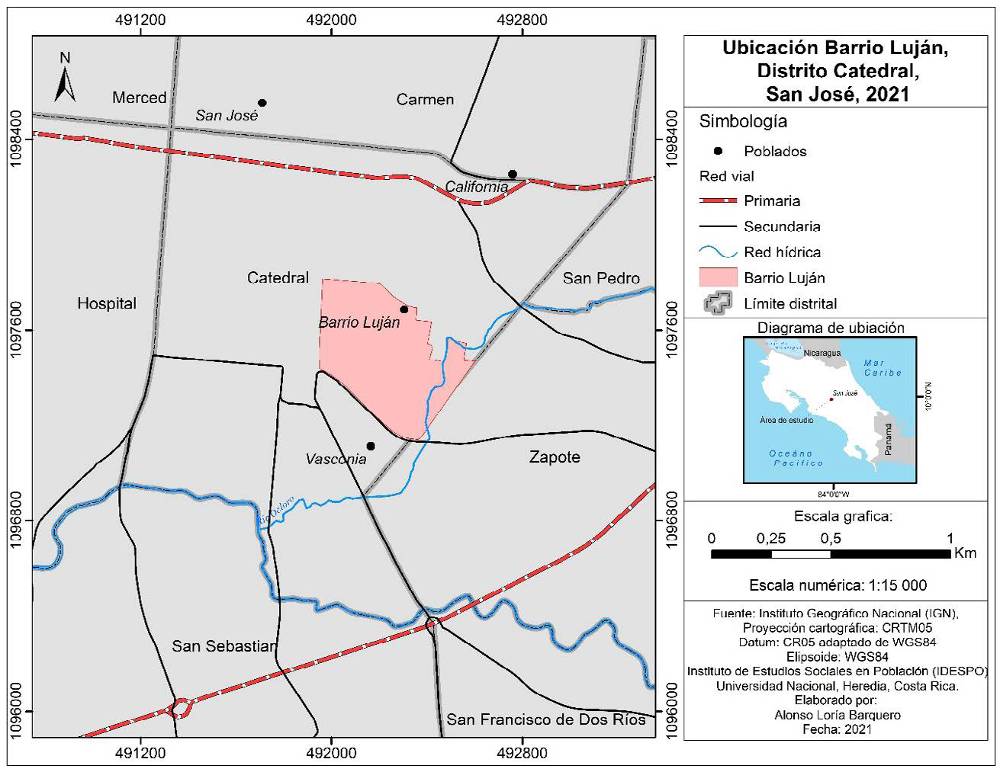 491200
492000
492800
N
Merced
San José
Carmen
1098400
1098400
California
Catedral
San Pedro
Hospital
Barrio Luján
1097600
1097600
Vasconia
Zapote
1096800
1096800
San Sebastian
San Francisco de Dos Ríos
1096000
1096000
491200
492000
492800
Ubicación Barrio Luján,
Distrito Catedral,
San José, 2021
Simbología
Poblados
Red vial
Primaria
Secundaria
Red hídrica
Barrio Luján
Límite distrital
Diagrama de ubiación
Nicaragua
Mar
Caribe
San José
10°0'0"N
Área de estudio
Panamá
Oceáno
Pacífico
84°0'0"W
Escala grafica:
0 0,25 0,5 1
Km
Escala numérica: 1:15 000
Fuente: Instituto Geográfico Nacional (IGN),
Proyección cartográfica: CRTM05
Datum: CR05 adaptado de WGS84
Elipsoide: WGS84
Instituto de Estudios Sociales en Población (IDESPO)
Universidad Nacional, Heredia, Costa Rica.
Elaborado por:
Alonso Loría Barquero
Fecha: 2021